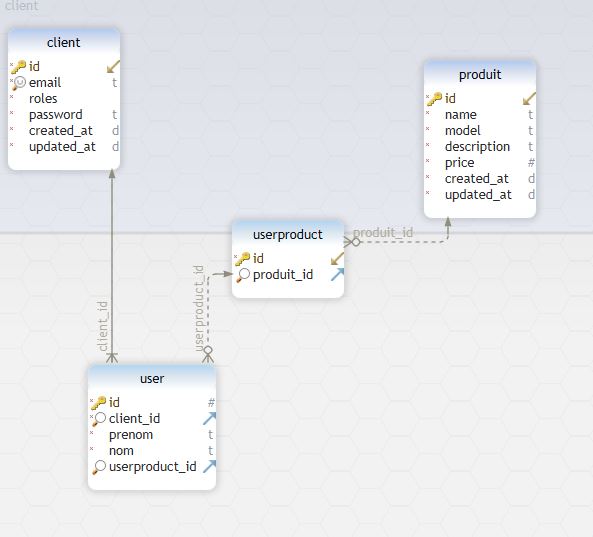 client
client
id
email t
roles
password t
created_at d
updated_at d
produit
id
name t
model t
description t
price #
created_at d
updated_at d
userproduct
id
produit_id
produit_id
userproduct_id
client_id
user
id #
client_id
prenom t
nom t
userproduct_id